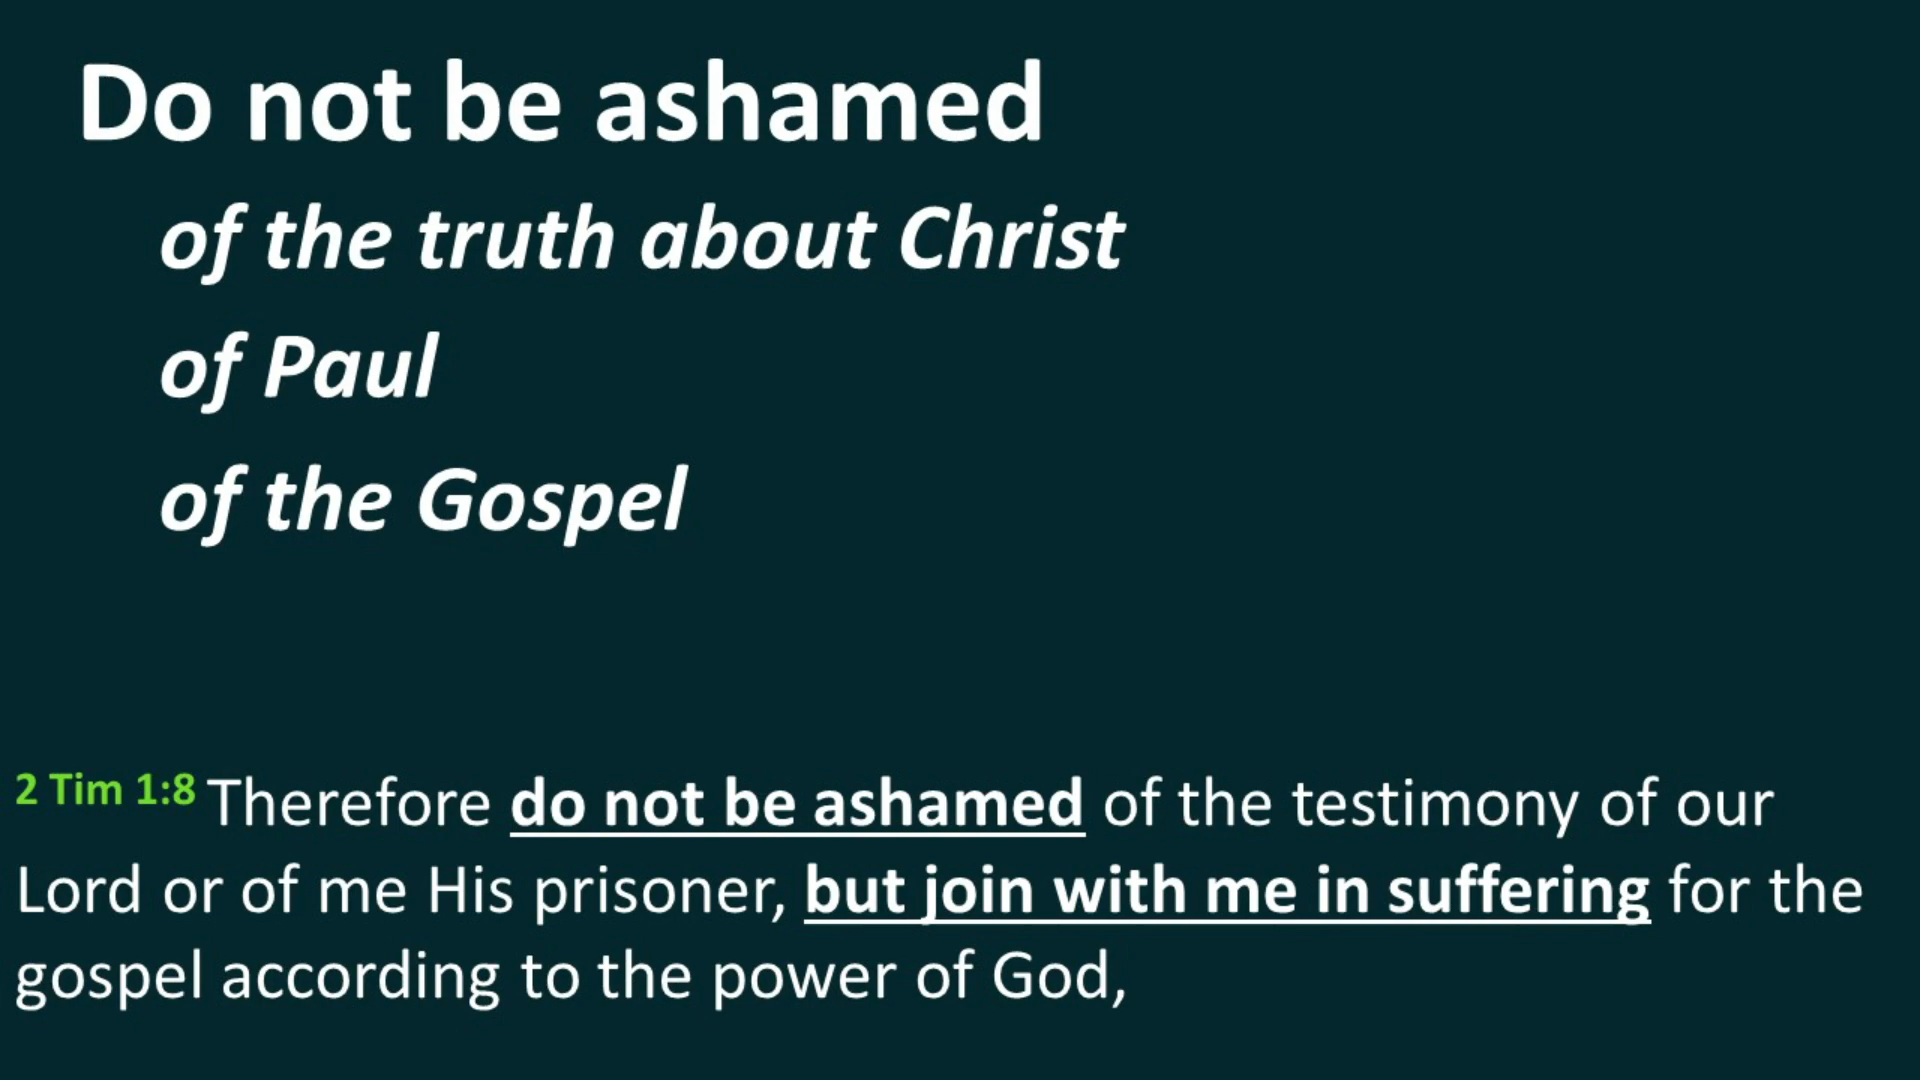 Do not be ashamed
of the truth about Christ
of Paul
of the Gospel
2 Tim 1:8 Therefore do not be ashamed of the testimony of our
Lord or of me His prisoner, but join with me in suffering for the
gospel according to the power of God,